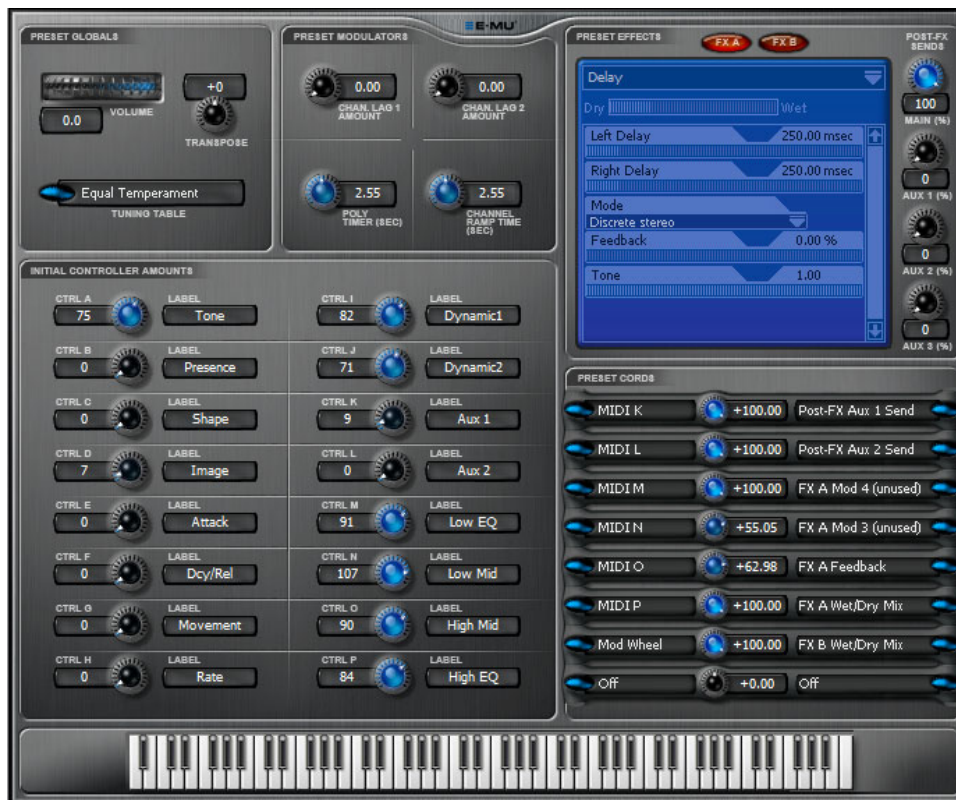 E-MU
PRESET GLOBALS
0.0
VOLUME
+0
TRANSPOSE
Equal Temperament
TUNING TABLE
PRESET MODULATORS
0.00
CHAN. LAG 1
AMOUNT
0.00
CHAN. LAG 2
AMOUNT
2.55
POLY
TIMER (SEC)
2.55
CHANNEL
RAMP TIME
(SEC)
PRESET EFFECTS
FX A
FX B
Delay
Dry Wet
Left Delay 250.00 msec
Right Delay 250.00 msec
Mode
Discrete stereo
Feedback 0.00 %
Tone 1.00
POST-FX
SENDS
100
MAIN (%)
0
AUX 1 (%)
0
AUX 2 (%)
0
AUX 3 (%)
INITIAL CONTROLLER AMOUNTS
CTRL A LABEL
75 Tone
CTRL B LABEL
0 Presence
CTRL C LABEL
0 Shape
CTRL D LABEL
7 Image
CTRL E LABEL
0 Attack
CTRL F LABEL
0 Dcy/Rel
CTRL G LABEL
0 Movement
CTRL H LABEL
0 Rate
CTRL I LABEL
82 Dynamic1
CTRL J LABEL
71 Dynamic2
CTRL K LABEL
9 Aux 1
CTRL L LABEL
0 Aux 2
CTRL M LABEL
91 Low EQ
CTRL N LABEL
107 Low Mid
CTRL O LABEL
90 High Mid
CTRL P LABEL
84 High EQ
PRESET CORDS
MIDI K +100.00 Post-FX Aux 1 Send
MIDI L +100.00 Post-FX Aux 2 Send
MIDI M +100.00 FX A Mod 4 (unused)
MIDI N +55.05 FX A Mod 3 (unused)
MIDI O +62.98 FX A Feedback
MIDI P +100.00 FX A Wet/Dry Mix
Mod Wheel +100.00 FX B Wet/Dry Mix
Off +0.00 Off